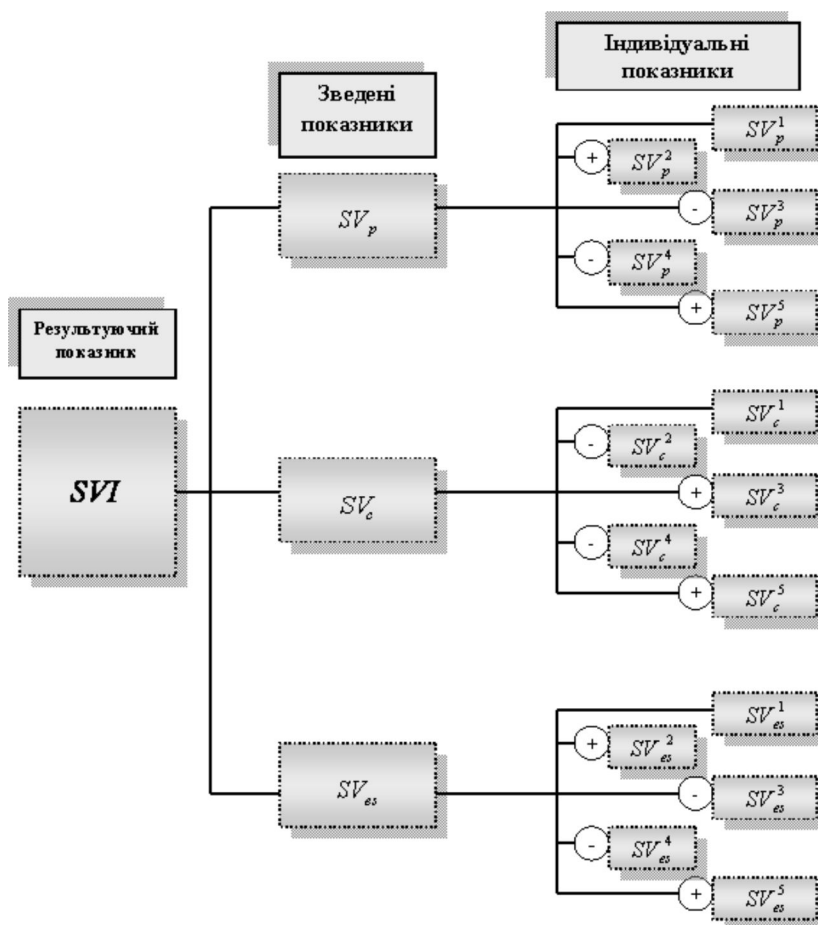 Індивідуальні
показники
Зведені
показники
Результуючий
показник
SVI
SV_p
SV_c
SV_es
SV_p^1
+ SV_p^2
- SV_p^3
- SV_p^4
+ SV_p^5
SV_c^1
- SV_c^2
+ SV_c^3
- SV_c^4
+ SV_c^5
SV_es^1
+ SV_es^2
- SV_es^3
- SV_es^4
+ SV_es^5